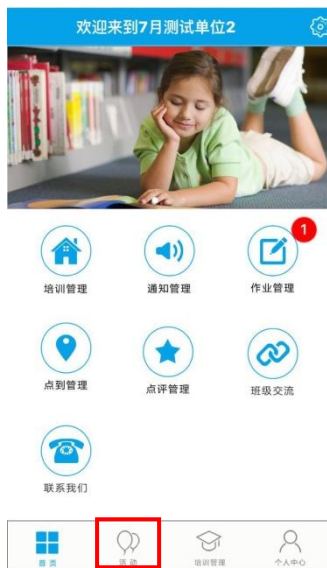 欢迎来到7月测试单位2
培训管理
通知管理
1
作业管理
点到管理
点评管理
班级交流
联系我们
首页
活动
培训管理
个人中心